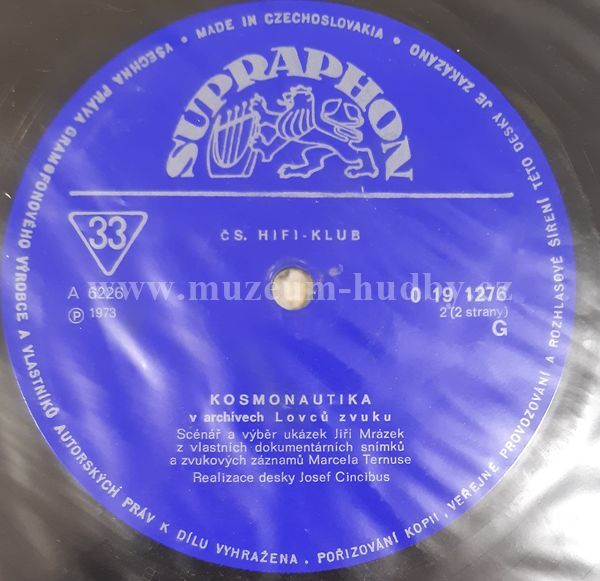 VŠECHNA PRÁVA GRAMOFONOVÉHO VÝROBCE A VLASTNÍKŮ AUTORSKÝCH PRÁV K DÍLU VYHRAŽENA . POŘIZOVÁNÍ KOPIÍ , VEŘEJNÉ PROVOZOVÁNÍ A ROZHLASOVÉ ŠÍŘENÍ TÉTO DESKY JE ZAKÁZÁNO
• MADE IN CZECHOSLOVAKIA •
SUPRAPHON
33
ČS. HIFI-KLUB
A 6226
0 19 1276
℗ 1973
2 (2 strany)
G
www.muzeum-hudby.cz
KOSMONAUTIKA
v archívech Lovců zvuku
Scénář a výběr ukázek Jiří Mrázek
z vlastních dokumentárních snímků
a zvukových záznamů Marcela Ternuse
Realizace desky Josef Cincibus